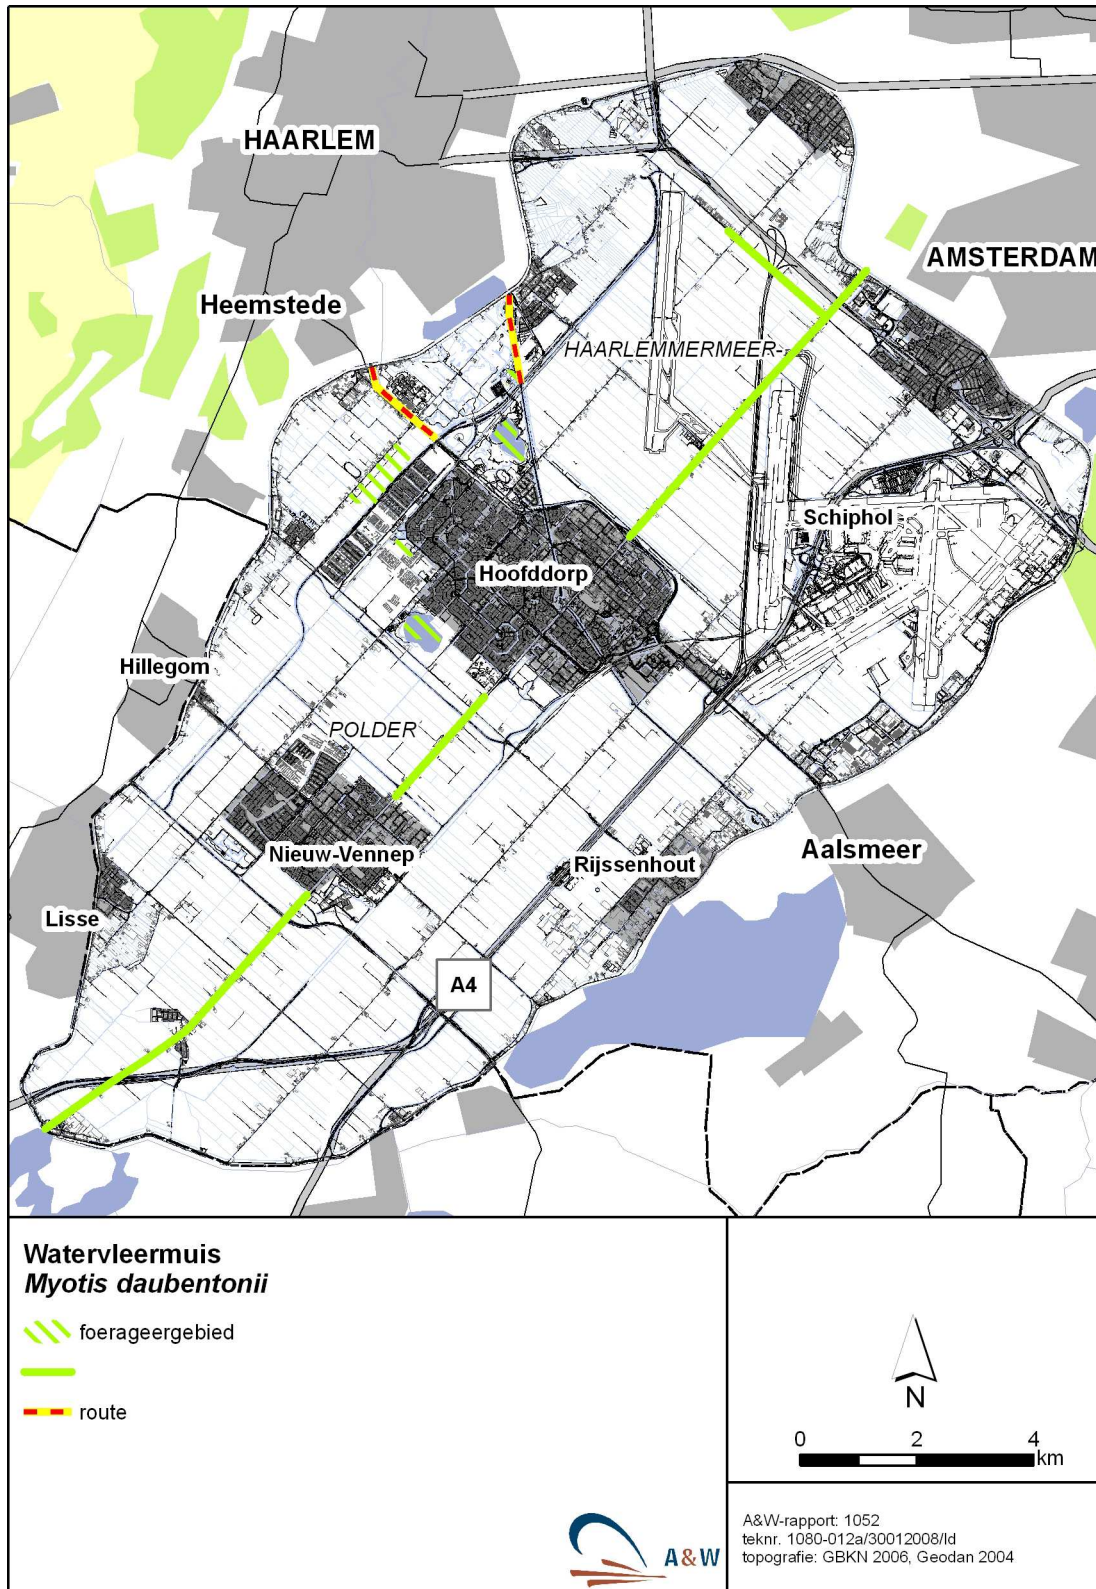 HAARLEM
AMSTERDAM
Heemstede
HAARLEMMERMEER-
Schiphol
Hoofddorp
Hillegom
POLDER
Nieuw-Vennep
Rijssenhout
Aalsmeer
Lisse
A4
Watervleermuis
Myotis daubentonii
foerageergebied
route
N
0 2 4
km
A&W
A&W-rapport: 1052
teknr. 1080-012a/30012008/ld
topografie: GBKN 2006, Geodan 2004